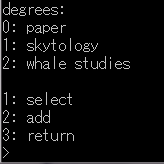 degrees:
0: paper
1: skytology
2: whale studies

1: select
2: add
3: return
>